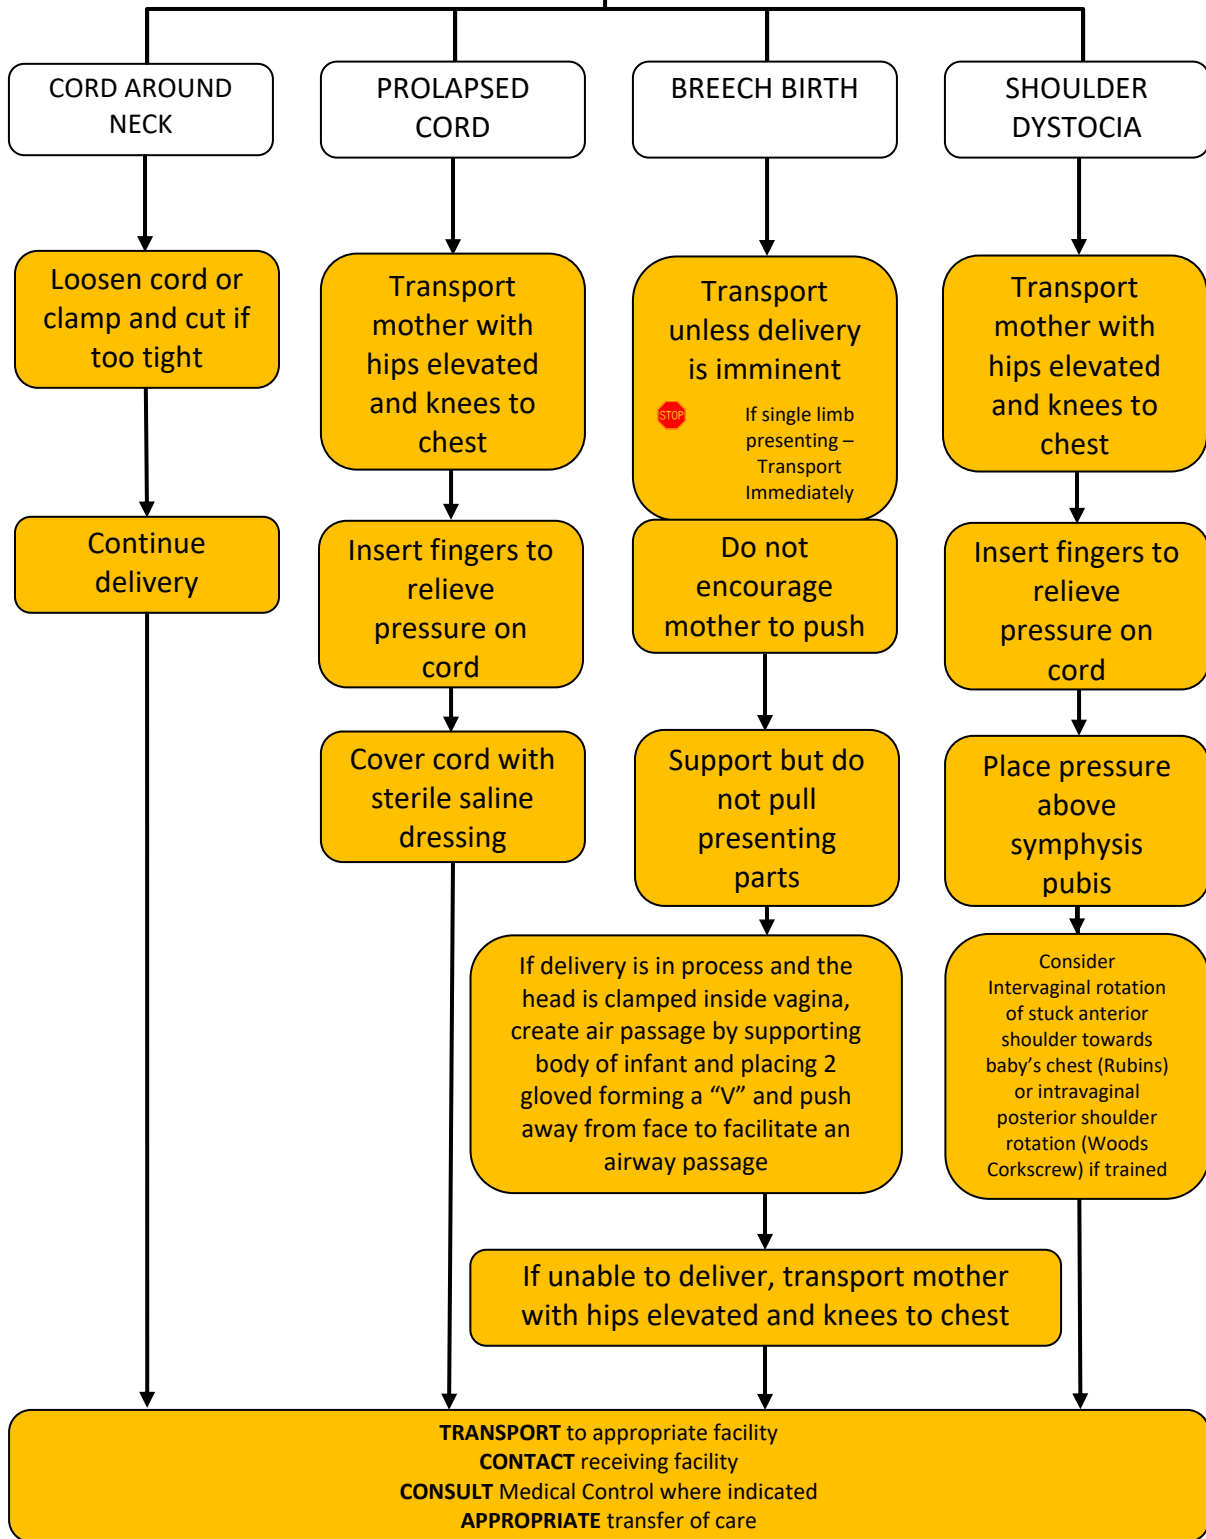 CORD AROUND
NECK
PROLAPSED
CORD
BREECH BIRTH
SHOULDER
DYSTOCIA
Loosen cord or
clamp and cut if
too tight
Continue
delivery
Transport
mother with
hips elevated
and knees to
chest
Insert fingers to
relieve
pressure on
cord
Cover cord with
sterile saline
dressing
Transport
unless delivery
is imminent
STOP
If single limb
presenting –
Transport
Immediately
Do not
encourage
mother to push
Support but do
not pull
presenting
parts
If delivery is in process and the
head is clamped inside vagina,
create air passage by supporting
body of infant and placing 2
gloved forming a “V” and push
away from face to facilitate an
airway passage
If unable to deliver, transport mother
with hips elevated and knees to chest
Transport
mother with
hips elevated
and knees to
chest
Insert fingers to
relieve
pressure on
cord
Place pressure
above
symphysis
pubis
Consider
Intervaginal rotation
of stuck anterior
shoulder towards
baby’s chest (Rubins)
or intravaginal
posterior shoulder
rotation (Woods
Corkscrew) if trained
TRANSPORT to appropriate facility
CONTACT receiving facility
CONSULT Medical Control where indicated
APPROPRIATE transfer of care